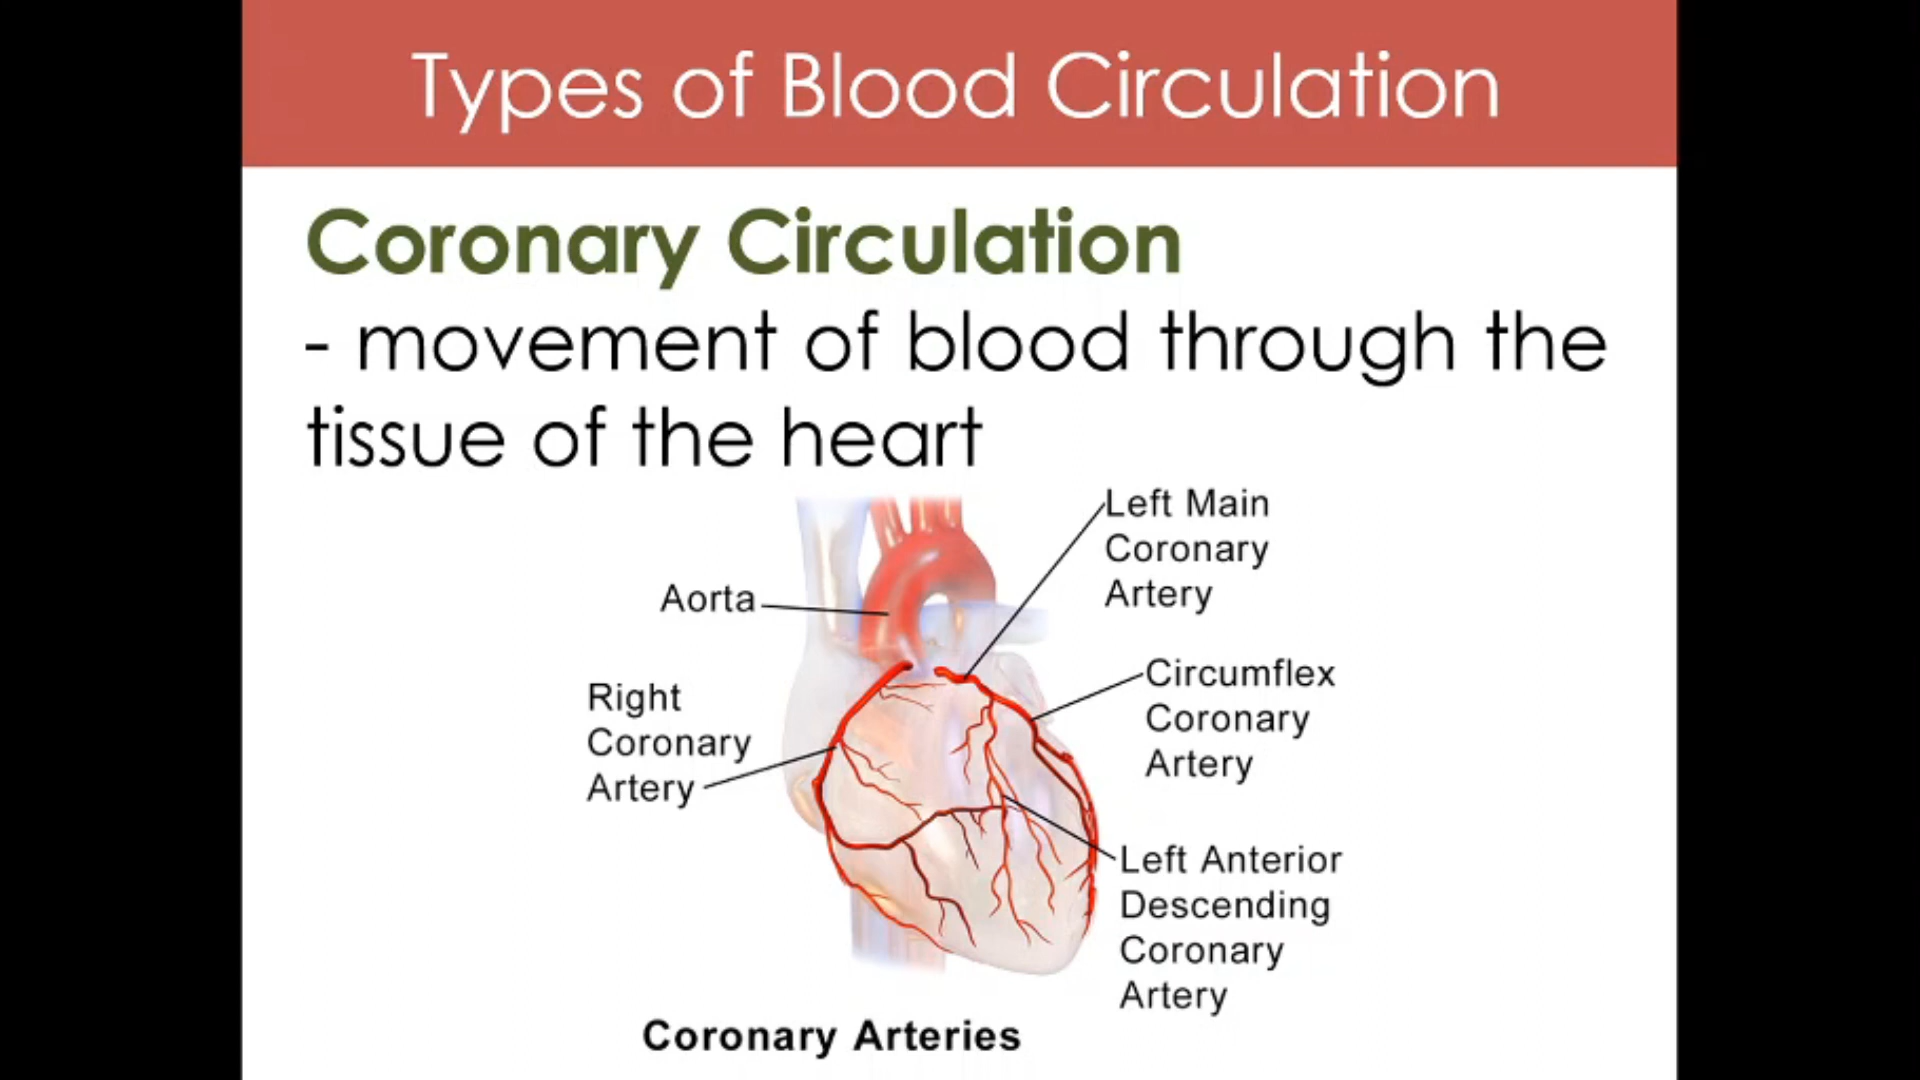 Types of Blood Circulation
Coronary Circulation
- movement of blood through the
tissue of the heart
Left Main
Coronary
Artery
Aorta
Circumflex
Coronary
Artery
Right
Coronary
Artery
Left Anterior
Descending
Coronary
Artery
Coronary Arteries